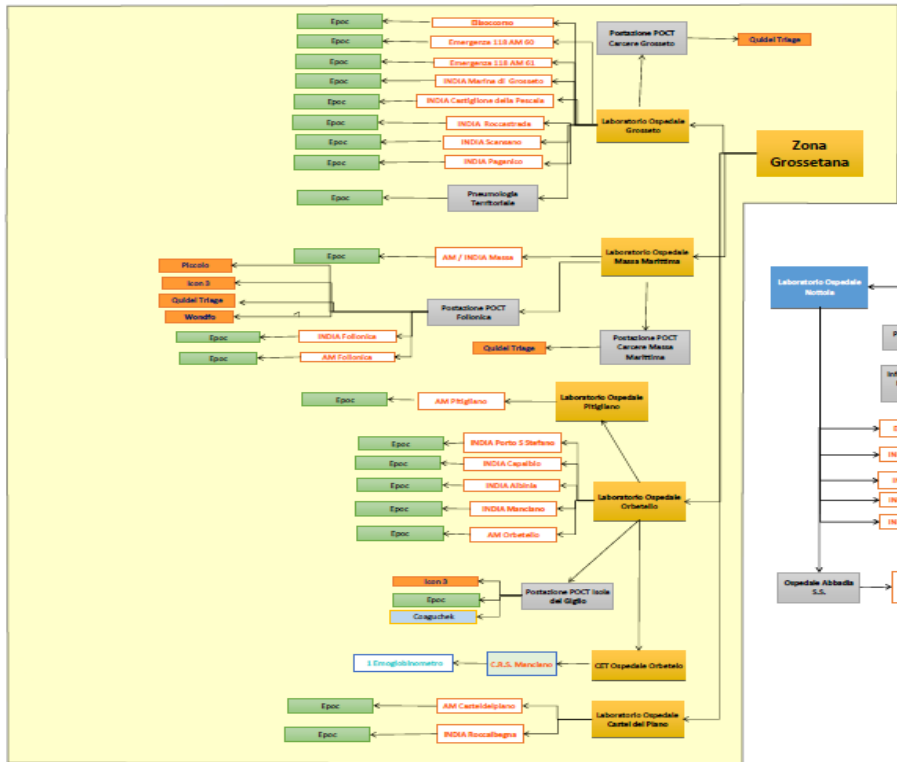 Epoc
Elisoccorso
Epoc
Emergenza 118 AM 60
Epoc
Emergenza 118 AM 61
Epoc
INDIA Marina di Grosseto
Epoc
INDIA Castiglione della Pescaia
Epoc
INDIA Roccastrada
Epoc
INDIA Scansano
Epoc
INDIA Paganico
Epoc
Pneumologia
Territoriale
Postazione POCT
Carcere Grosseto
Quidel Triage
Laboratorio Ospedale
Grosseto
Zona
Grossetana
Epoc
AM / INDIA Massa
Laboratorio Ospedale
Massa Marittima
Piccolo
Icon 3
Quidel Triage
Wondfo
Postazione POCT
Follonica
Epoc
INDIA Follonica
Epoc
AM Follonica
Quidel Triage
Postazione POCT
Carcere Massa
Marittima
Epoc
AM Pitigliano
Laboratorio Ospedale
Pitigliano
Epoc
INDIA Porto S Stefano
Epoc
INDIA Capalbio
Epoc
INDIA Albinia
Epoc
INDIA Manciano
Epoc
AM Orbetello
Laboratorio Ospedale
Orbetello
Icon 3
Epoc
Coaguchek
Postazione POCT Isola
del Giglio
1 Emoglobinometro
C.R.S. Manciano
CET Ospedale Orbetelo
Epoc
AM Casteldelpiano
Epoc
INDIA Roccalbegna
Laboratorio Ospedale
Castel del Piano
Laboratorio Ospedale
Nottola
Ospedale Abbadia
S.S.